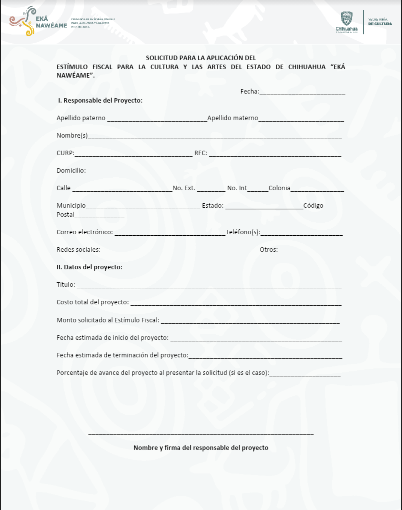 EKÁ
NAWÉAME
Chihuahua
SECRETARÍA
DE CULTURA
SOLICITUD PARA LA APLICACIÓN DEL
ESTÍMULO FISCAL PARA LA CULTURA Y LAS ARTES DEL ESTADO DE CHIHUAHUA "EKÁ
NAWÉAME".
Fecha:
I. Responsable del Proyecto:
Apellido paterno Apellido materno
Nombre(s)
CURP: RFC:
Domicilio:
Calle No. Ext. No. Int Colonia
Municipio Estado: Código
Postal
Correo electrónico: Teléfono(s):
Redes sociales: Otros:
II. Datos del proyecto:
Título:
Costo total del proyecto:
Monto solicitado al Estímulo Fiscal:
Fecha estimada de inicio del proyecto:
Fecha estimada de terminación del proyecto:
Porcentaje de avance del proyecto al presentar la solicitud (si es el caso):
Nombre y firma del responsable del proyecto